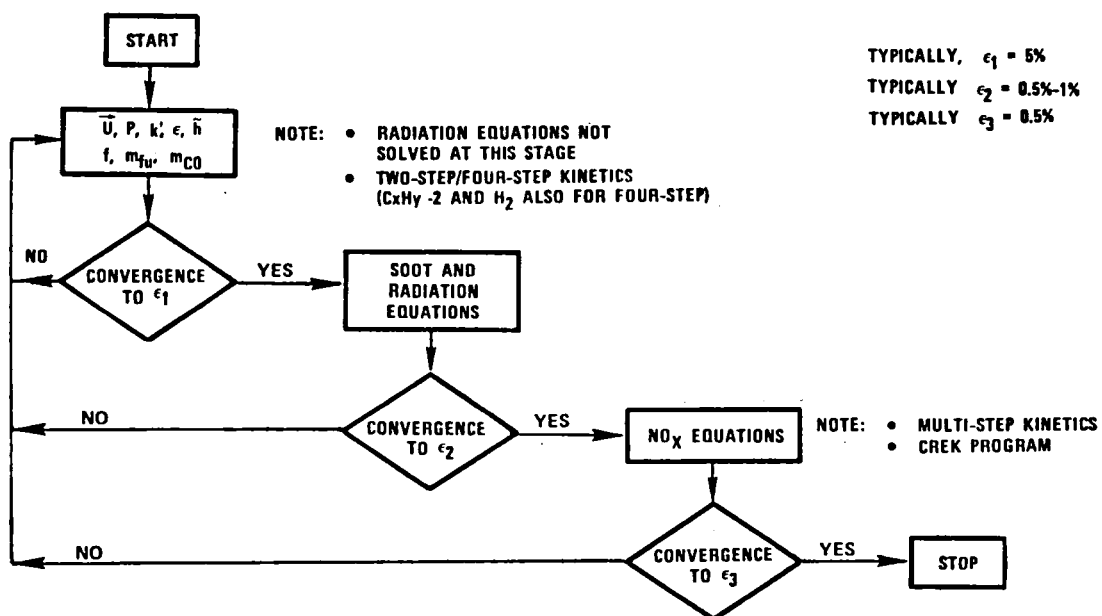 START
TYPICALLY, ε1 = 5%
TYPICALLY ε2 = 0.5%-1%
TYPICALLY ε3 = 0.5%
U, P, k', ϵ, h̃
f, mfu, mCO
NOTE: • RADIATION EQUATIONS NOT
SOLVED AT THIS STAGE
• TWO-STEP/FOUR-STEP KINETICS
(CxHy -2 AND H2 ALSO FOR FOUR-STEP)
NO
CONVERGENCE
TO ε1
YES
SOOT AND
RADIATION
EQUATIONS
NO
CONVERGENCE
TO ε2
YES
NOX EQUATIONS
NOTE: • MULTI-STEP KINETICS
• CREK PROGRAM
NO
CONVERGENCE
TO ε3
YES
STOP